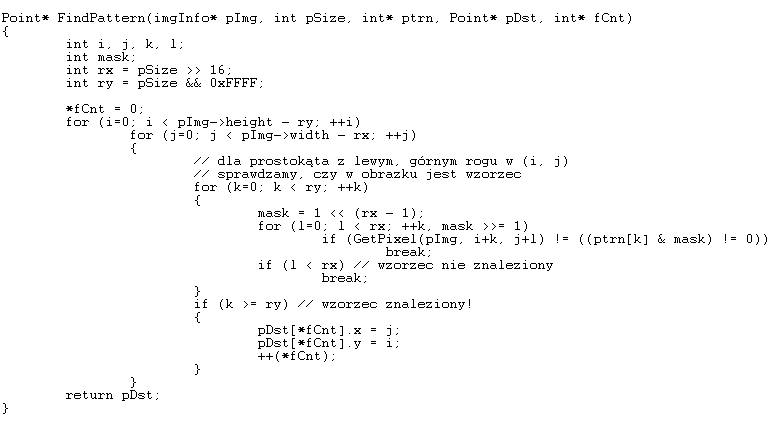 Point* FindPattern(imgInfo* pImg, int pSize, int* ptrn, Point* pDst, int* fCnt)
{
int i, j, k, l;
int mask;
int rx = pSize >> 16;
int ry = pSize && 0xFFFF;
*fCnt = 0;
for (i=0; i < pImg->height - ry; ++i)
for (j=0; j < pImg->width - rx; ++j)
{
// dla prostokąta z lewym, górnym rogu w (i, j)
// sprawdzamy, czy w obrazku jest wzorzec
for (k=0; k < ry; ++k)
{
mask = 1 << (rx - 1);
for (l=0; l < rx; ++k, mask >>= 1)
if (GetPixel(pImg, i+k, j+l) != ((ptrn[k] & mask) != 0))
break;
if (l < rx) // wzorzec nie znaleziony
break;
}
if (k >= ry) // wzorzec znaleziony!
{
pDst[*fCnt].x = j;
pDst[*fCnt].y = i;
++(*fCnt);
}
}
return pDst;
}